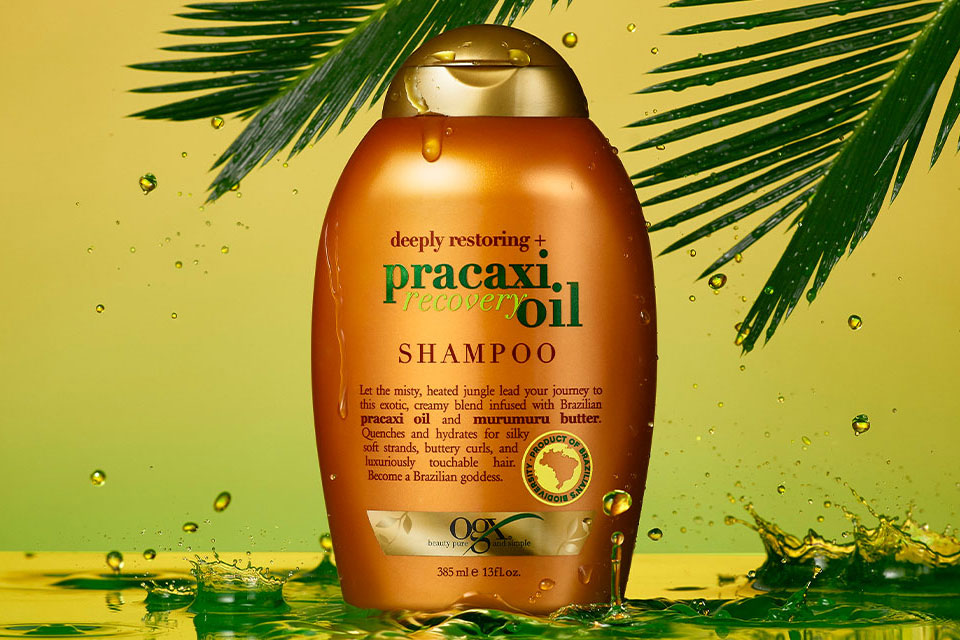 deeply restoring +
pracaxi
recovery
oil
SHAMPOO
Let the misty, heated jungle lead your journey to
this exotic, creamy blend infused with Brazilian
pracaxi oil and murumuru butter.
Quenches and hydrates for silky
soft strands, buttery curls, and
luxuriously touchable hair.
Become a Brazilian goddess.
· PRODUCT OF BRAZILIAN'S BIODIVERSITY
ogx
beauty pure and simple
385 ml e 13fl.oz.